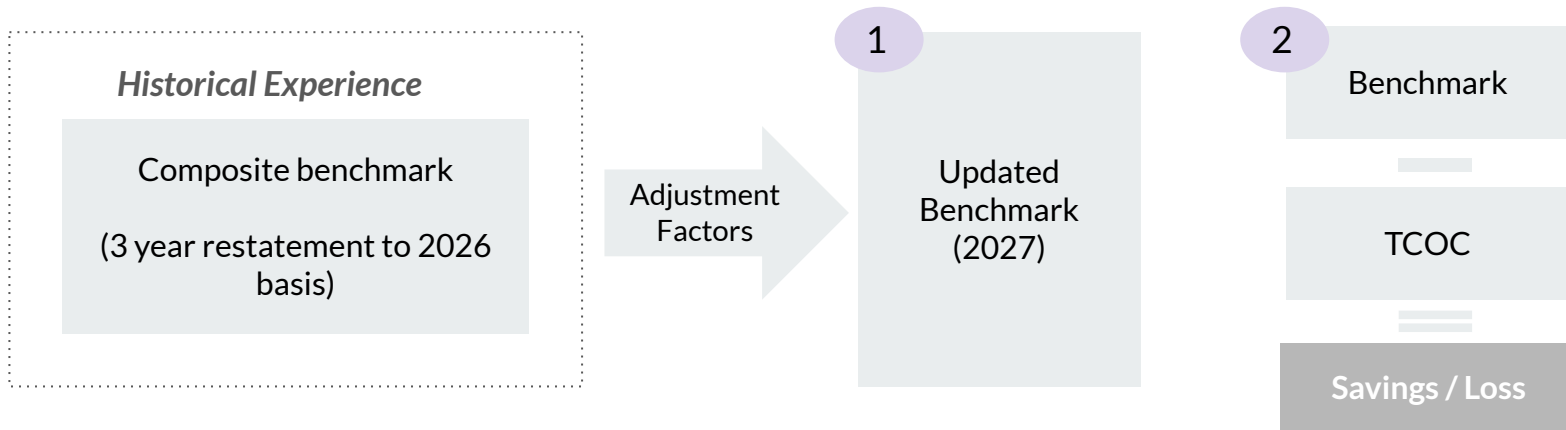 Historical Experience
Composite benchmark
(3 year restatement to 2026
basis)
Adjustment
Factors
1
Updated
Benchmark
(2027)
2
Benchmark
TCOC
Savings / Loss